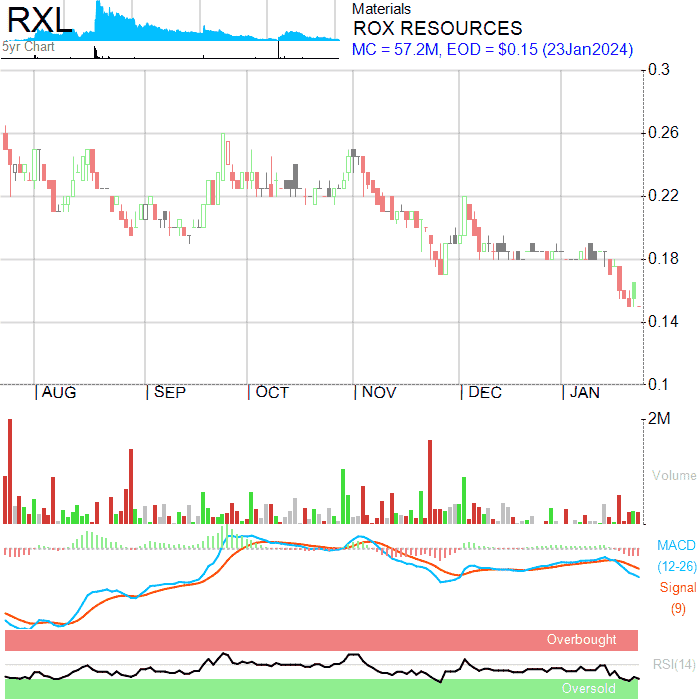 RXL
5yr Chart
Materials
ROX RESOURCES
MC = 57.2M, EOD = $0.15 (23Jan2024)
0.3
0.26
0.22
0.18
0.14
0.1
AUG SEP OCT NOV DEC JAN
2M
Volume
MACD
(12-26)
Signal
(9)
Overbought
RSI(14)
Oversold